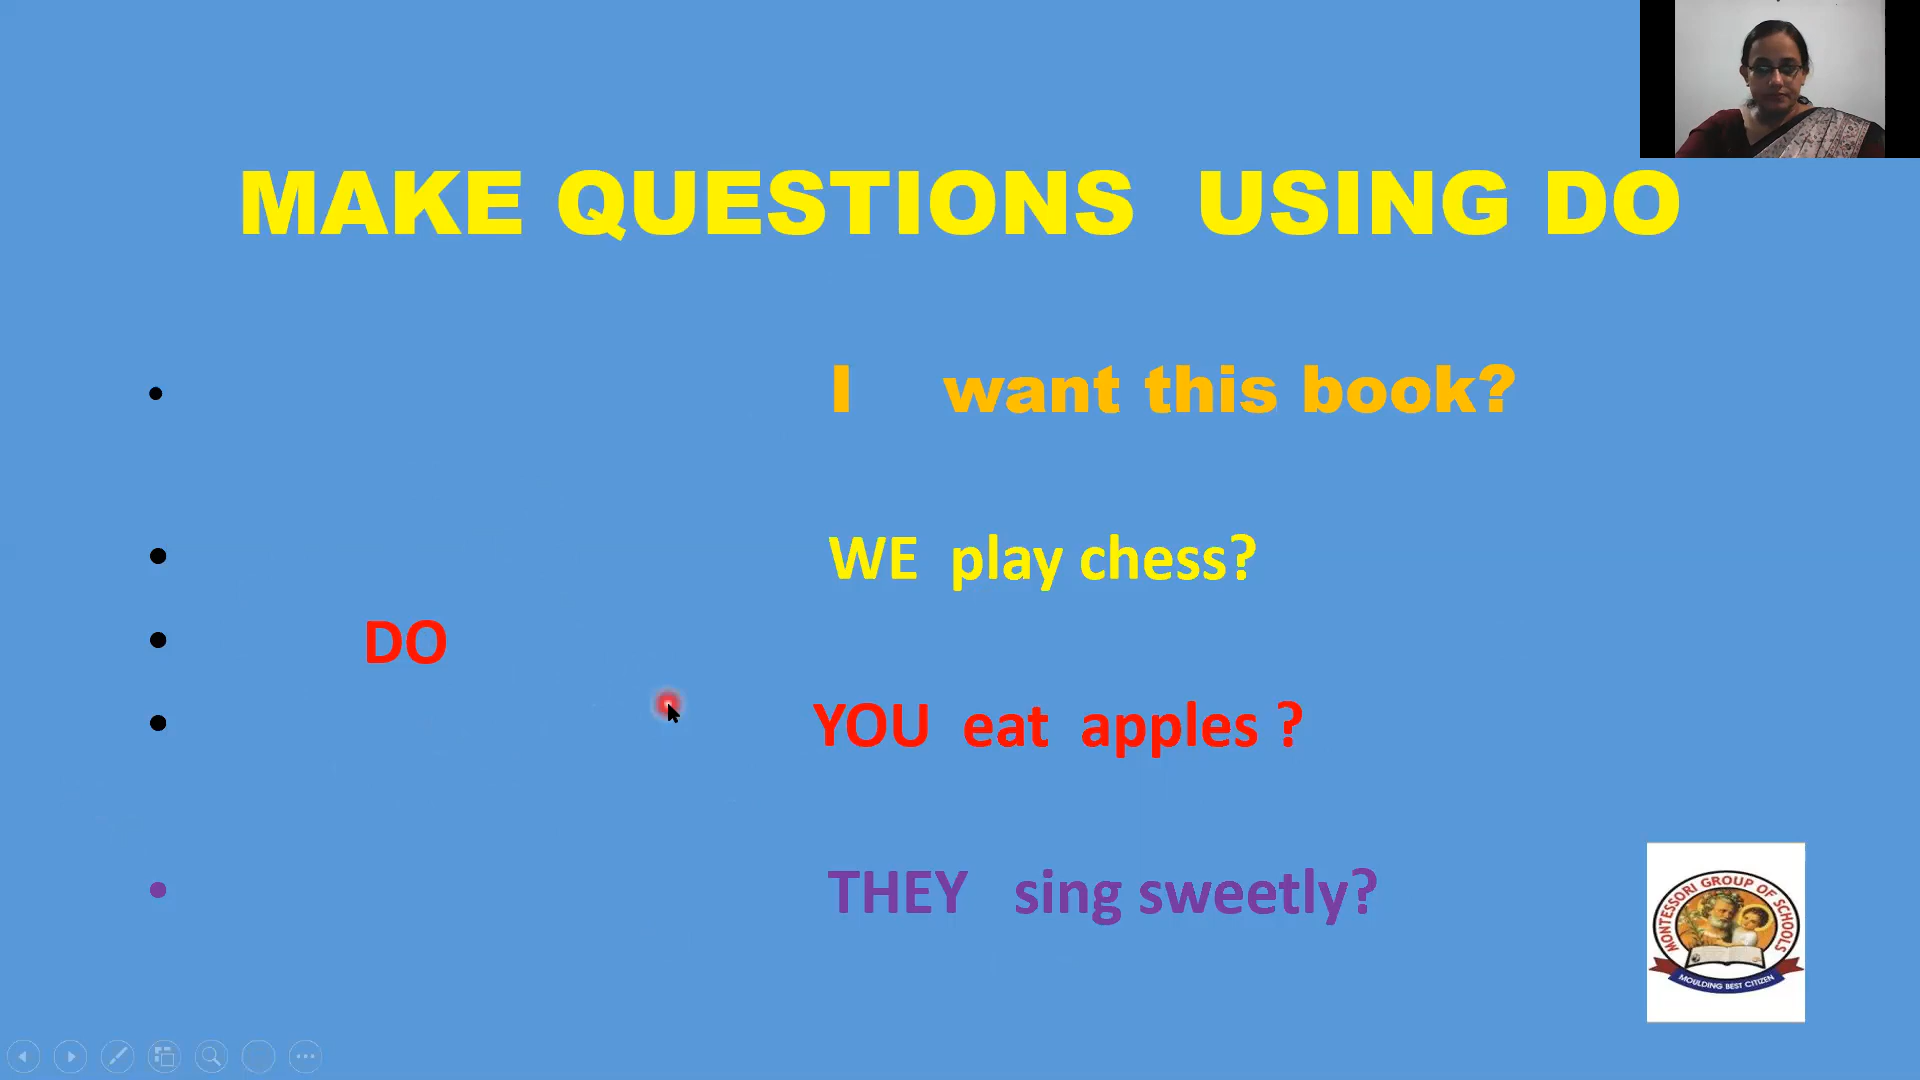 MAKE QUESTIONS USING DO
I want this book?
WE play chess?
DO
YOU eat apples ?
THEY sing sweetly?
MONTESSORI GROUP OF SCHOOLS
MOULDING BEST CITIZEN